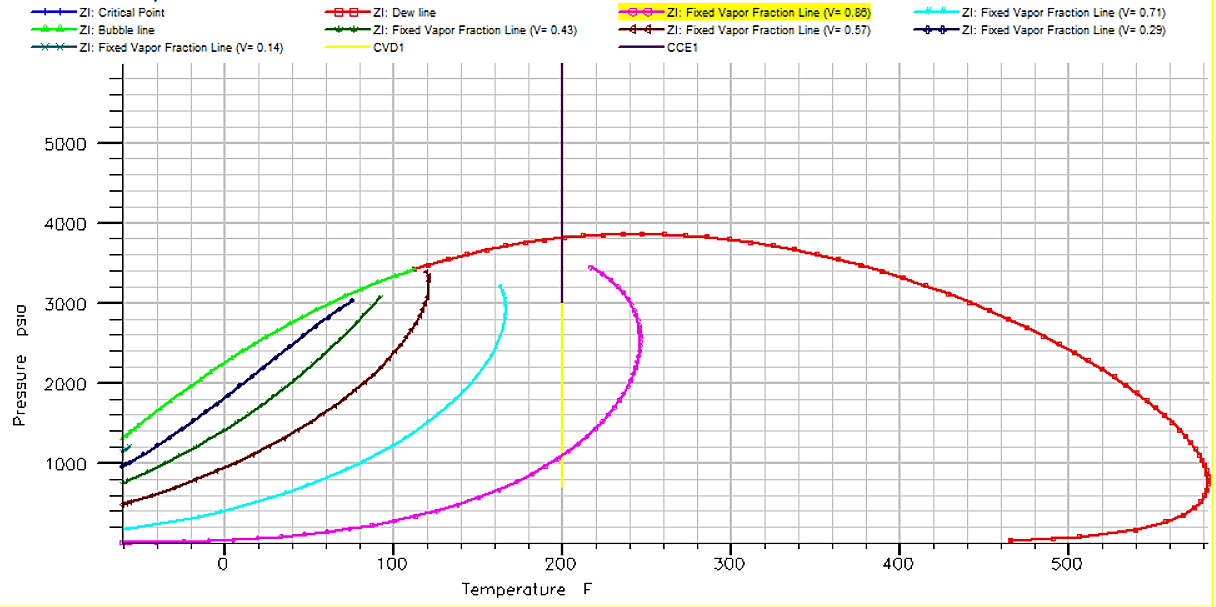 ZI: Critical Point ZI: Dew line ZI: Fixed Vapor Fraction Line (V= 0.86) ZI: Fixed Vapor Fraction Line (V= 0.71)
ZI: Bubble line ZI: Fixed Vapor Fraction Line (V= 0.43) ZI: Fixed Vapor Fraction Line (V= 0.57) ZI: Fixed Vapor Fraction Line (V= 0.29)
ZI: Fixed Vapor Fraction Line (V= 0.14) CVD1 CCE1
5000
4000
3000
2000
1000
Pressure psia
0 100 200 300 400 500
Temperature F